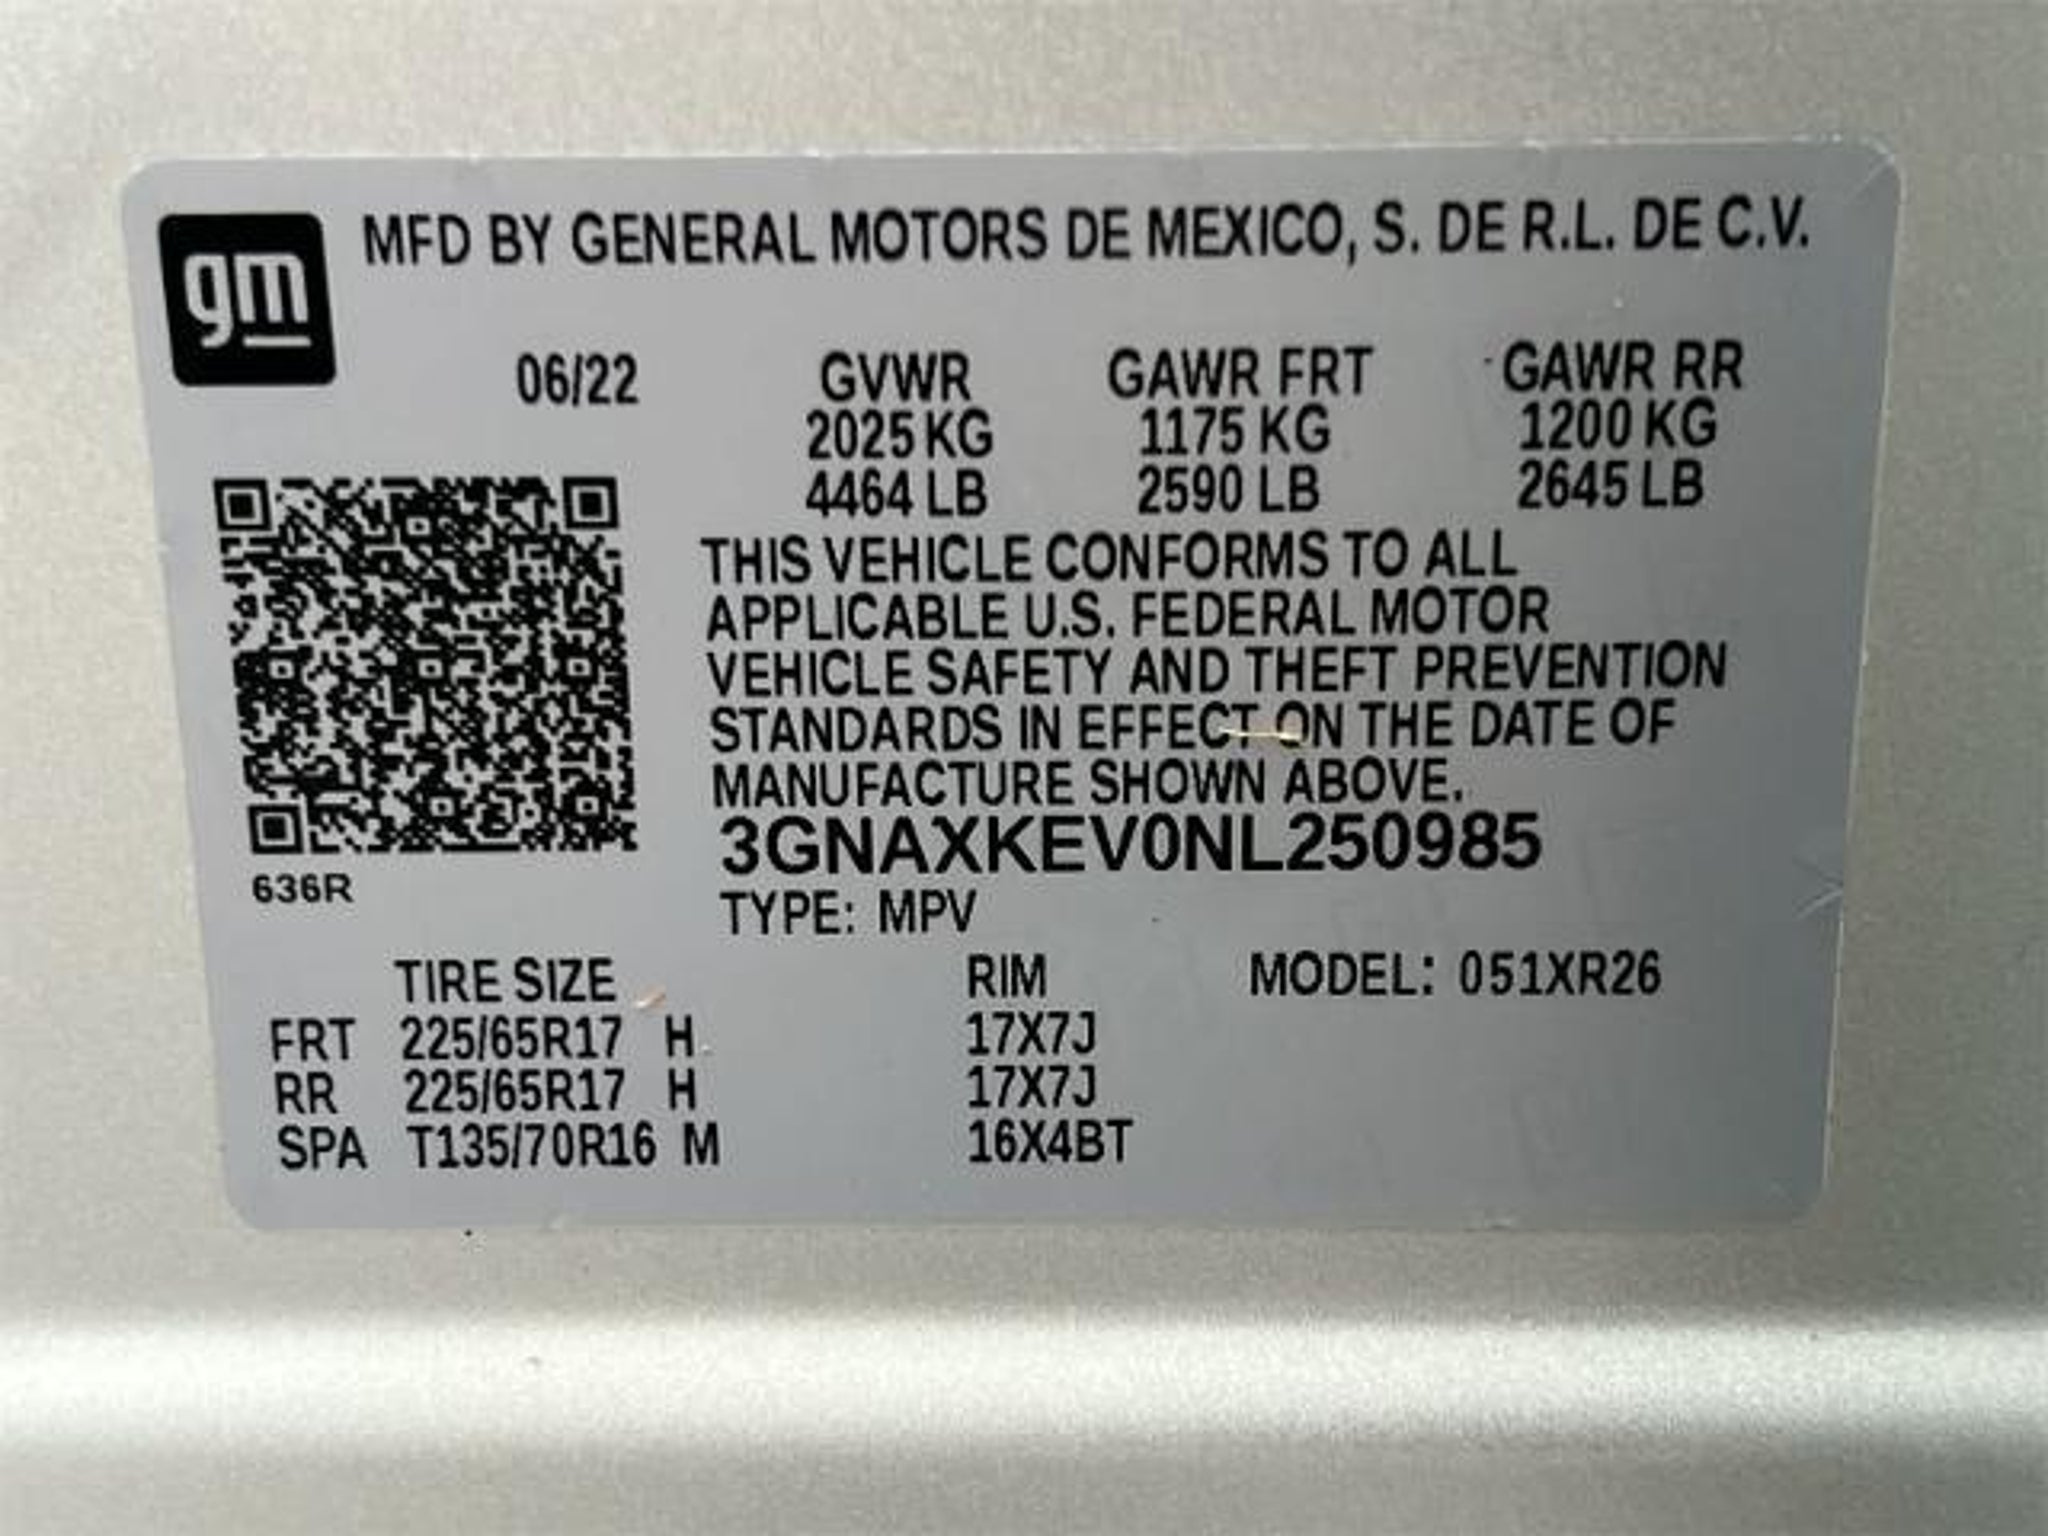 gm
MFD BY GENERAL MOTORS DE MEXICO, S. DE R.L. DE C.V.
06/22 GVWR GAWR FRT GAWR RR
2025 KG 1175 KG 1200 KG
4464 LB 2590 LB 2645 LB
THIS VEHICLE CONFORMS TO ALL
APPLICABLE U.S. FEDERAL MOTOR
VEHICLE SAFETY AND THEFT PREVENTION
STANDARDS IN EFFECT ON THE DATE OF
MANUFACTURE SHOWN ABOVE.
3GNAXKEV0NL250985
636R
TYPE: MPV
TIRE SIZE RIM MODEL: 051XR26
FRT 225/65R17 H 17X7J
RR 225/65R17 H 17X7J
SPA T135/70R16 M 16X4BT